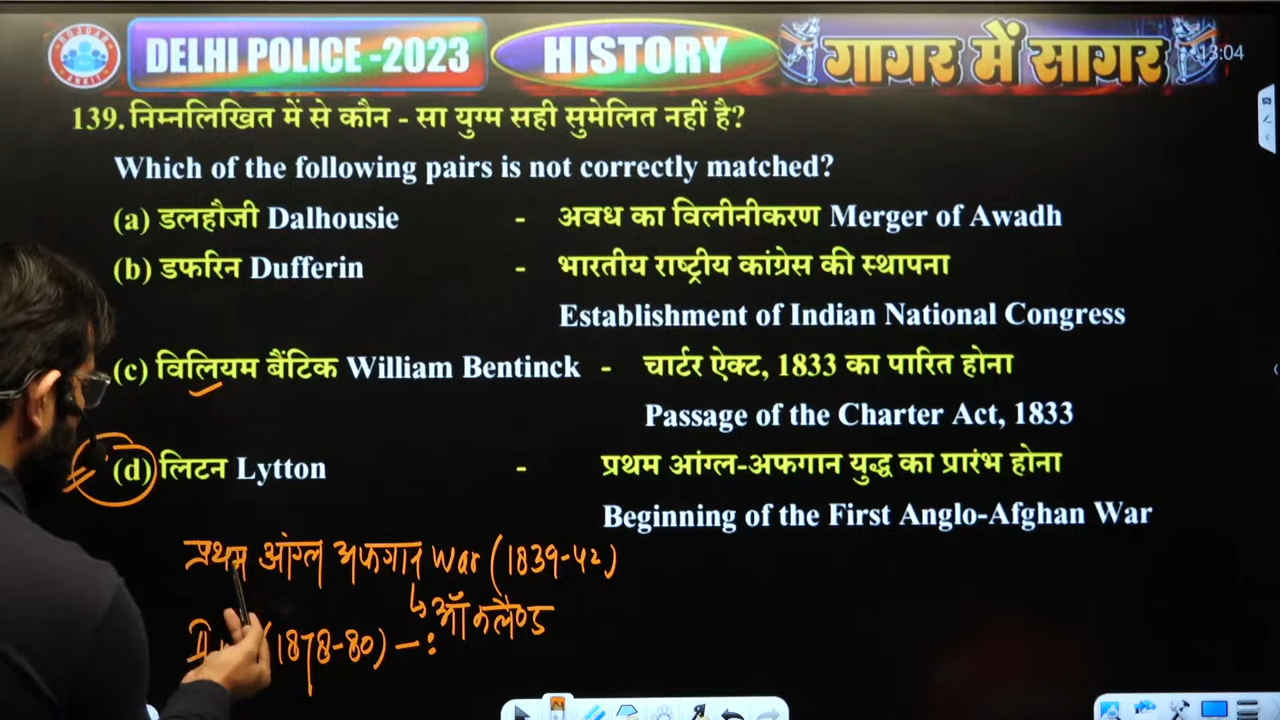 ROJGAR
ANKIT
DELHI POLICE -2023
HISTORY
गागर में सागर
13:04
139. निम्नलिखित में से कौन - सा युग्म सही सुमेलित नहीं है?
Which of the following pairs is not correctly matched?
(a) डलहौजी Dalhousie - अवध का विलीनीकरण Merger of Awadh
(b) डफरिन Dufferin - भारतीय राष्ट्रीय कांग्रेस की स्थापना
Establishment of Indian National Congress
(c) विलियम बैंटिक William Bentinck - चार्टर ऐक्ट, 1833 का पारित होना
Passage of the Charter Act, 1833
(d) लिटन Lytton - प्रथम आंग्ल-अफगान युद्ध का प्रारंभ होना
Beginning of the First Anglo-Afghan War
प्रथम आंग्ल अफगान war (1839-42)
↳ ऑकलैण्ड
II (1878-80) -